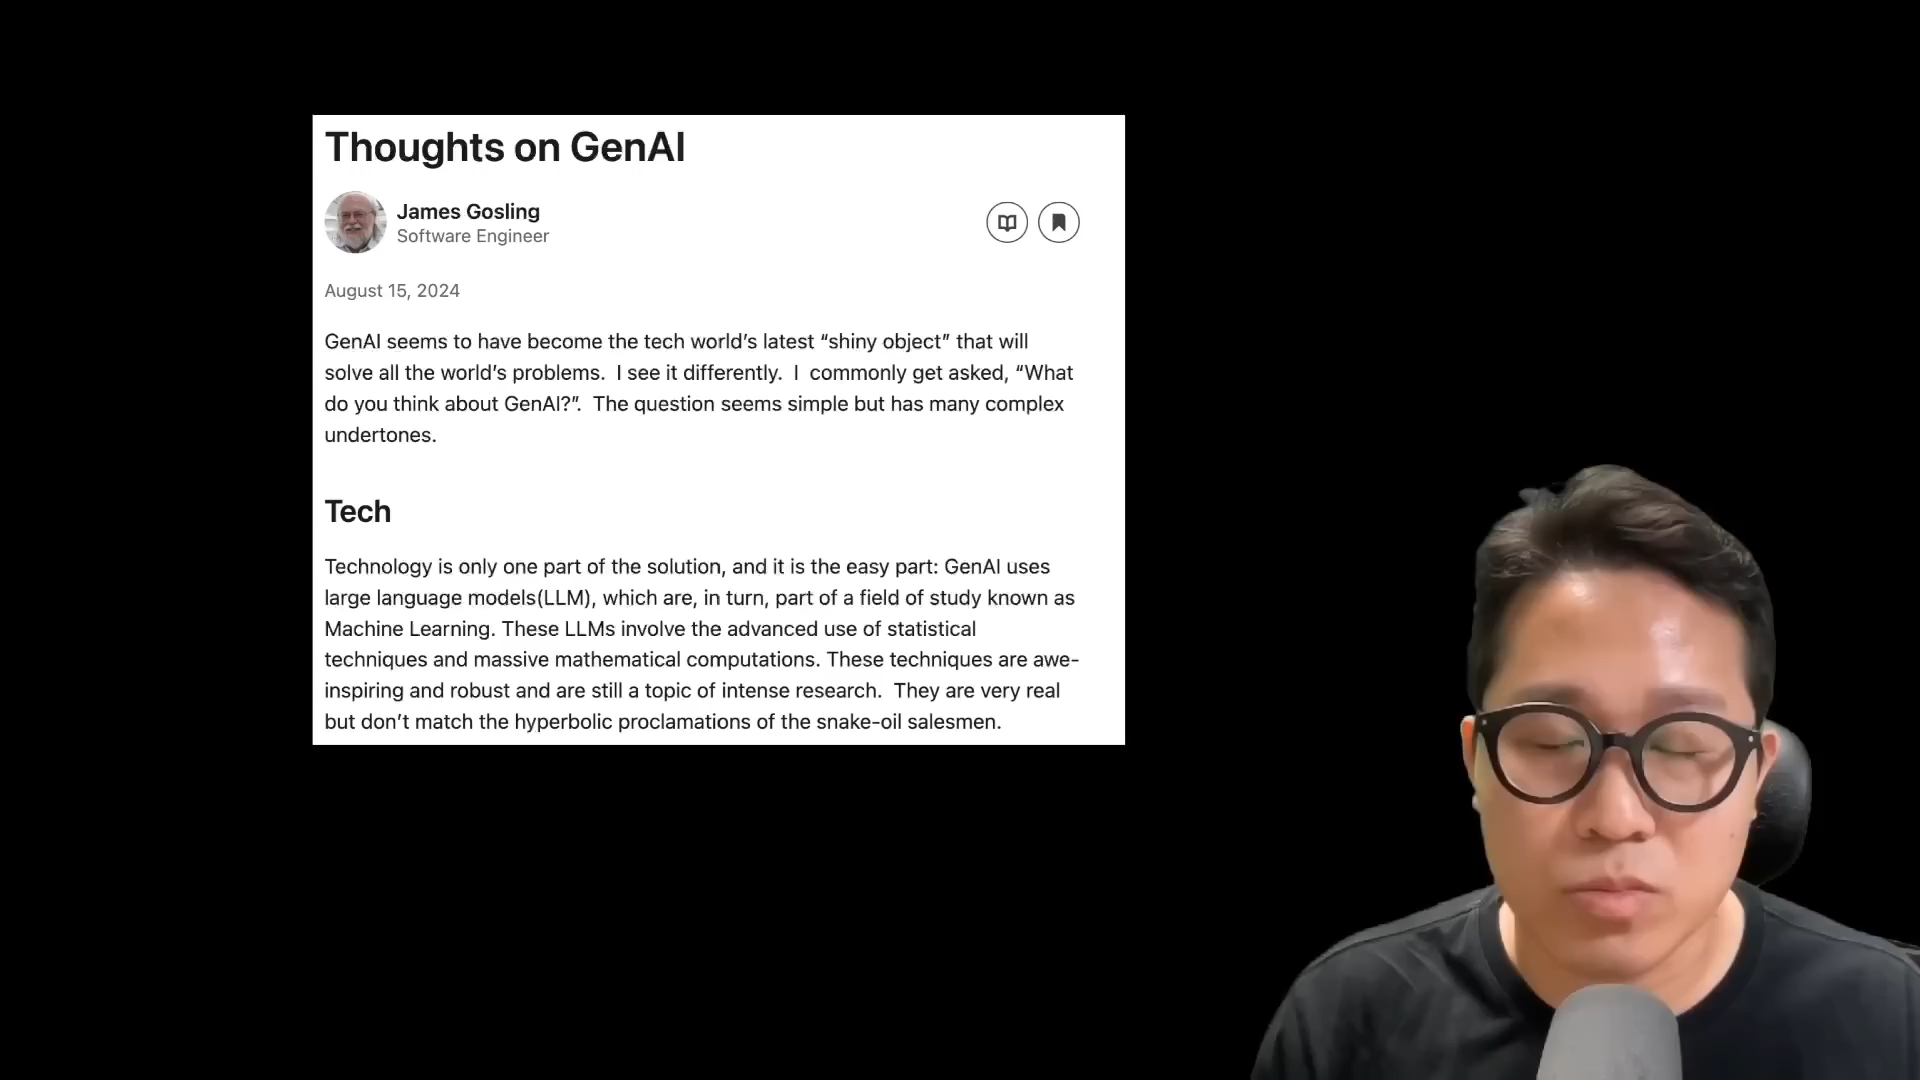 Thoughts on GenAI
James Gosling
Software Engineer
August 15, 2024
GenAI seems to have become the tech world’s latest “shiny object” that will
solve all the world’s problems.  I see it differently.  I  commonly get asked, “What
do you think about GenAI?”.  The question seems simple but has many complex
undertones.
Tech
Technology is only one part of the solution, and it is the easy part: GenAI uses
large language models(LLM), which are, in turn, part of a field of study known as
Machine Learning. These LLMs involve the advanced use of statistical
techniques and massive mathematical computations. These techniques are awe-
inspiring and robust and are still a topic of intense research.  They are very real
but don’t match the hyperbolic proclamations of the snake-oil salesmen.